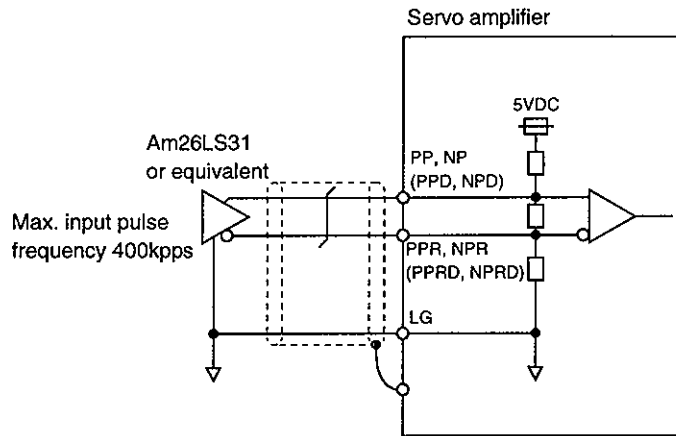 Servo amplifier
5VDC
Am26LS31
or equivalent
PP, NP
(PPD, NPD)
Max. input pulse
frequency 400kpps
PPR, NPR
(PPRD, NPRD)
LG